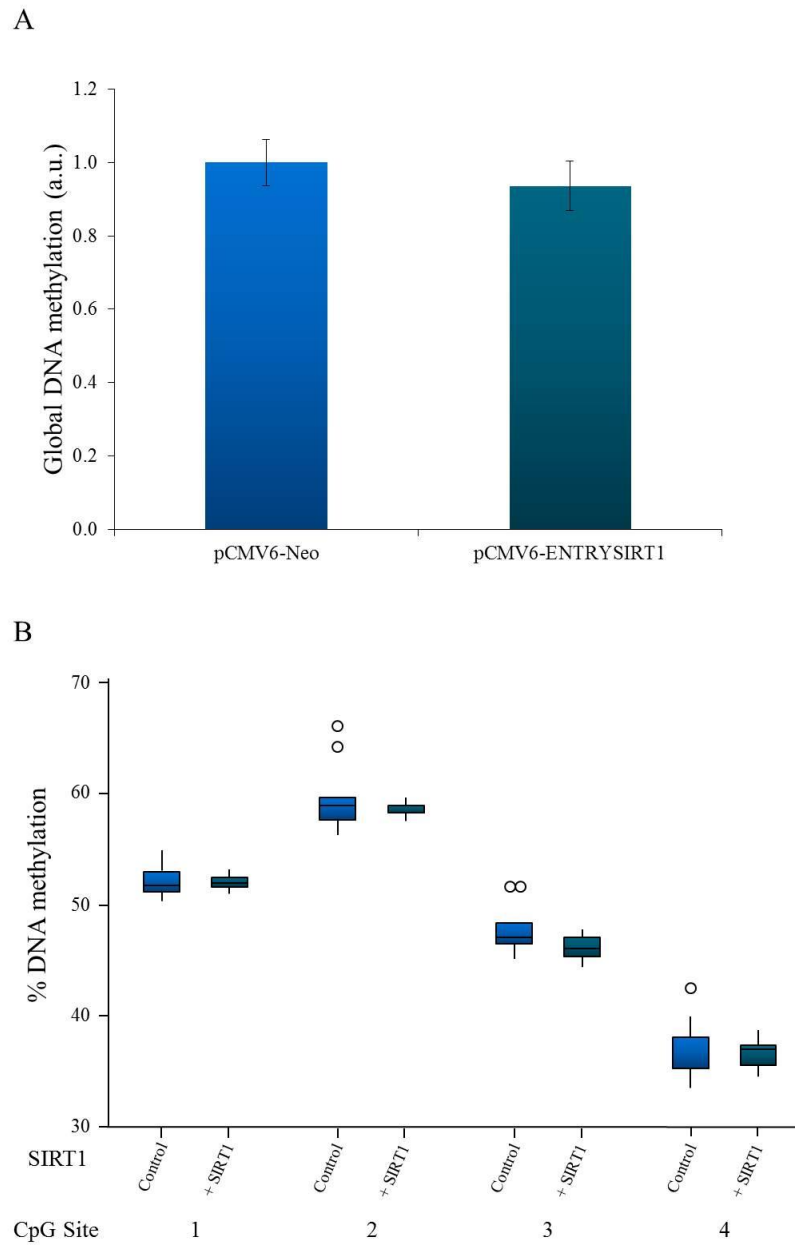 A
1.2
1.0
0.8
0.6
0.4
0.2
0.0
Global DNA methylation (a.u.)
pCMV6-Neo pCMV6-ENTRYSIRT1
B
70
60
50
40
30
% DNA methylation
SIRT1 Control + SIRT1 Control + SIRT1 Control + SIRT1 Control + SIRT1
CpG Site 1 2 3 4